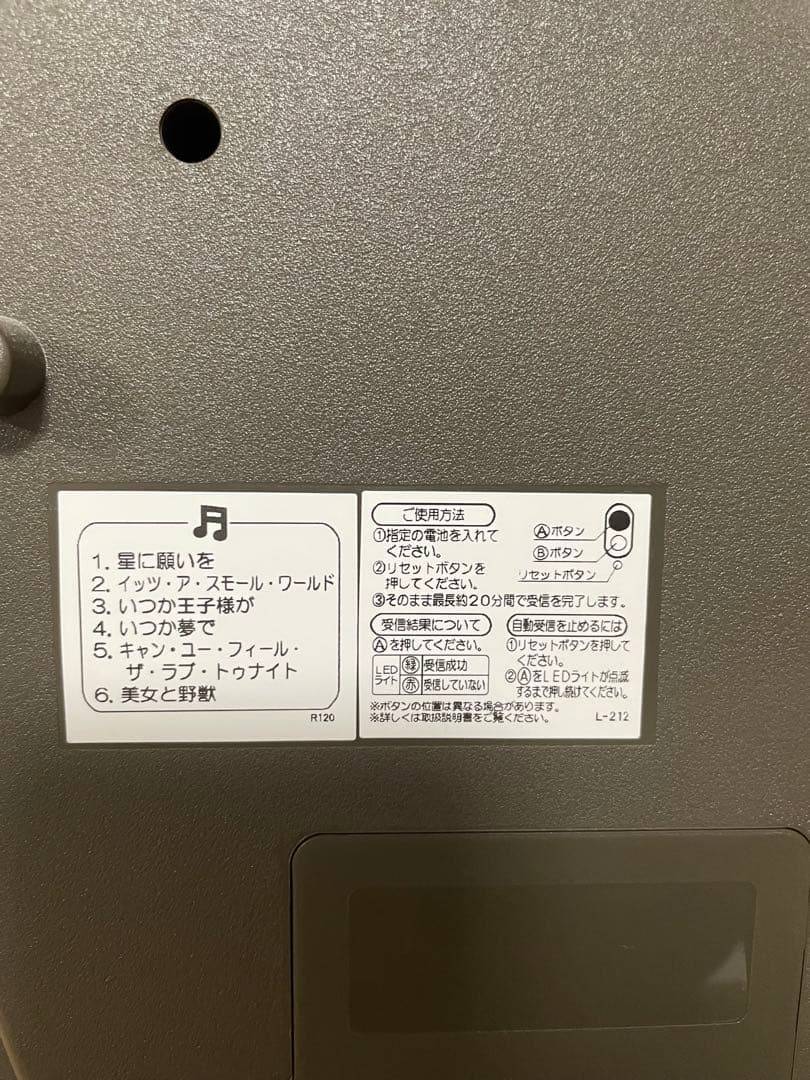 1. 星に願いを
2. イッツ・ア・スモール・ワールド
3. いつか王子様が
4. いつか夢で
5. キャン・ユー・フィール・
ザ・ラブ・トゥナイト
6. 美女と野獣
R120
ご使用方法
①指定の電池を入れて
ください。
②リセットボタンを
押してください。
③そのまま最長約20分間で受信を完了します。
Ⓐボタン
Ⓑボタン
リセットボタン
受信結果について
Ⓐを押してください。
LED
ライト
緑 受信成功
赤 受信していない
自動受信を止めるには
①リセットボタンを押して
ください。
②ⒶをLEDライトが点滅
するまで押し続けてください。
※ボタンの位置は異なる場合があります。
※詳しくは取扱説明書をご覧ください。
L-212